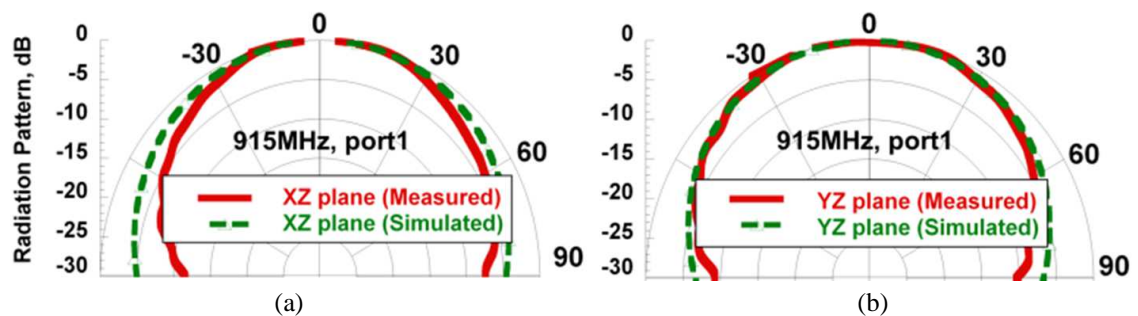 Radiation Pattern, dB
0
-5
-10
-15
-20
-25
-30
0
-30
30
60
90
915MHz, port1
XZ plane (Measured)
XZ plane (Simulated)
(a)
0
-5
-10
-15
-20
-25
-30
0
-30
30
60
90
915MHz, port1
YZ plane (Measured)
YZ plane (Simulated)
(b)